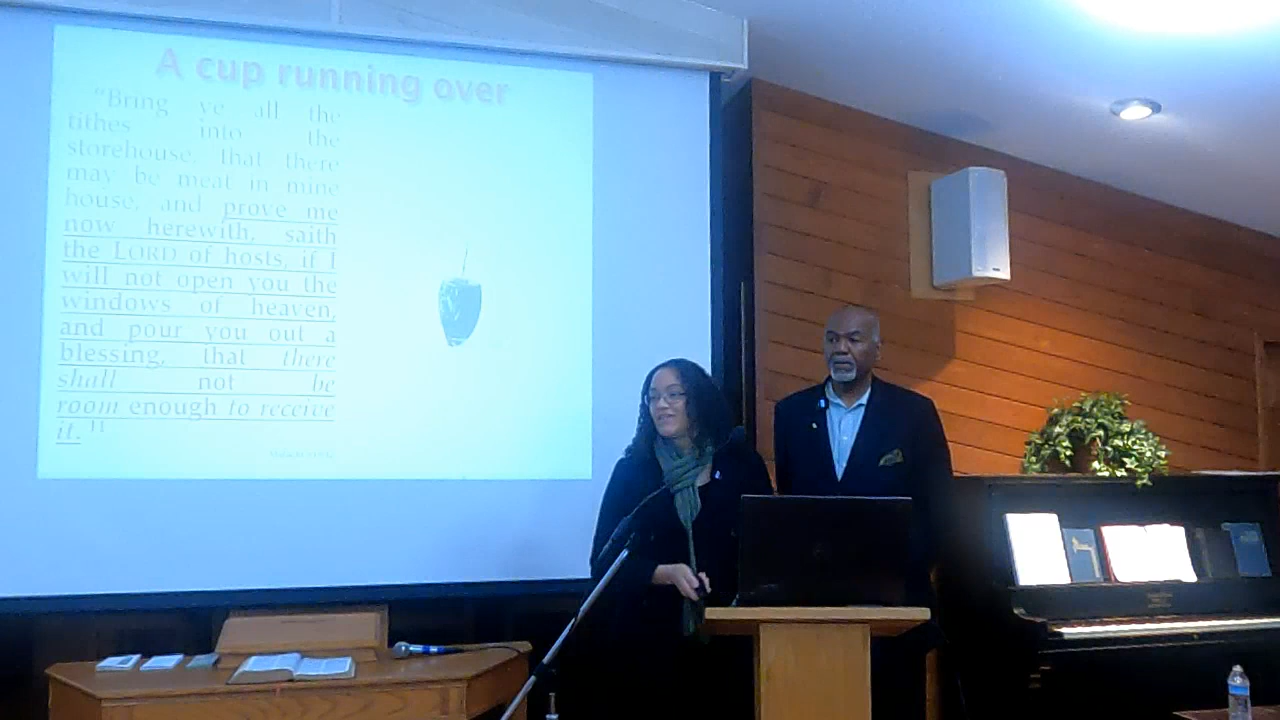 A cup running over
“Bring ye all the
tithes into the
storehouse, that there
may be meat in mine
house, and prove me
now herewith, saith
the LORD of hosts, if I
will not open you the
windows of heaven,
and pour you out a
blessing, that there
shall not be
room enough to receive
it.”